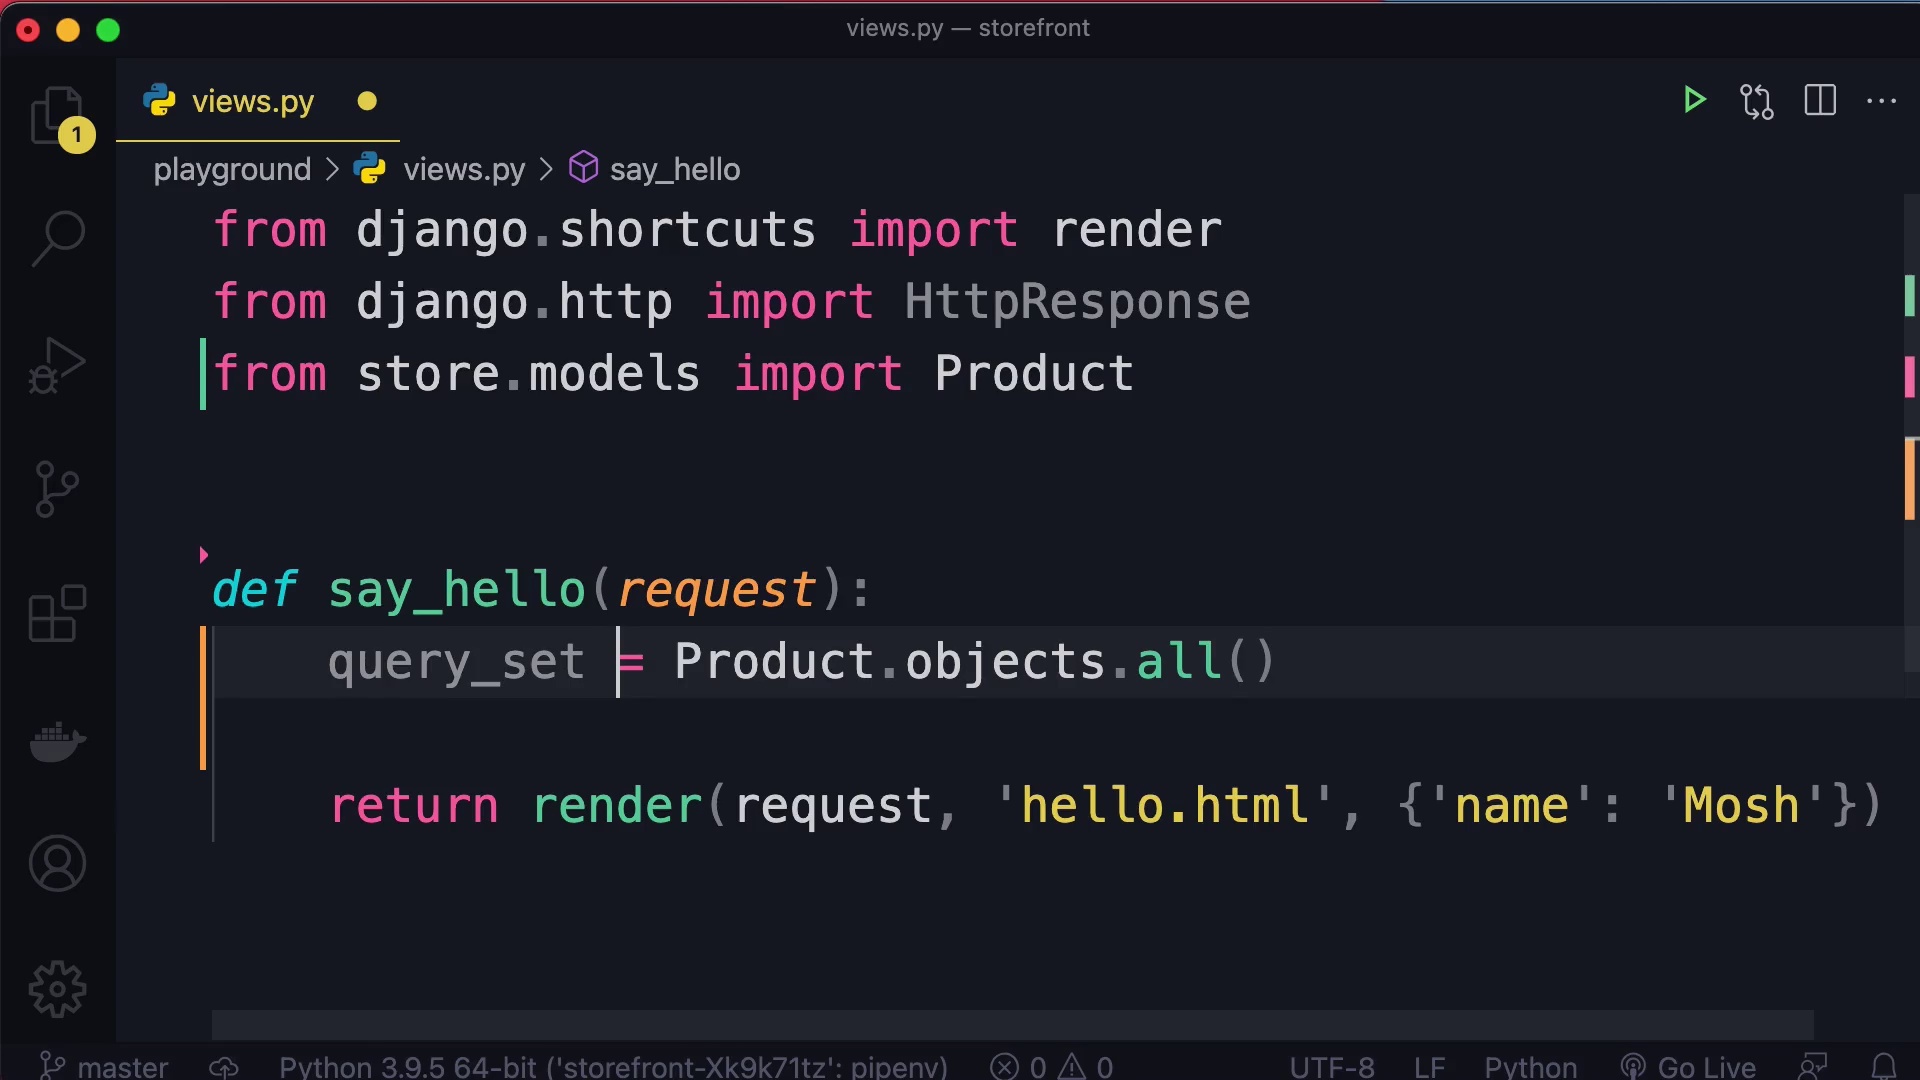 views.py — storefront
views.py
1
playground > views.py > say_hello
from django.shortcuts import render
from django.http import HttpResponse
from store.models import Product
def say_hello(request):
    query_set = Product.objects.all()
    return render(request, 'hello.html', {'name': 'Mosh'})
master Python 3.9.5 64-bit ('storefront-Xk9k71tz': pipenv) 0 0 UTF-8 LF Python Go Live